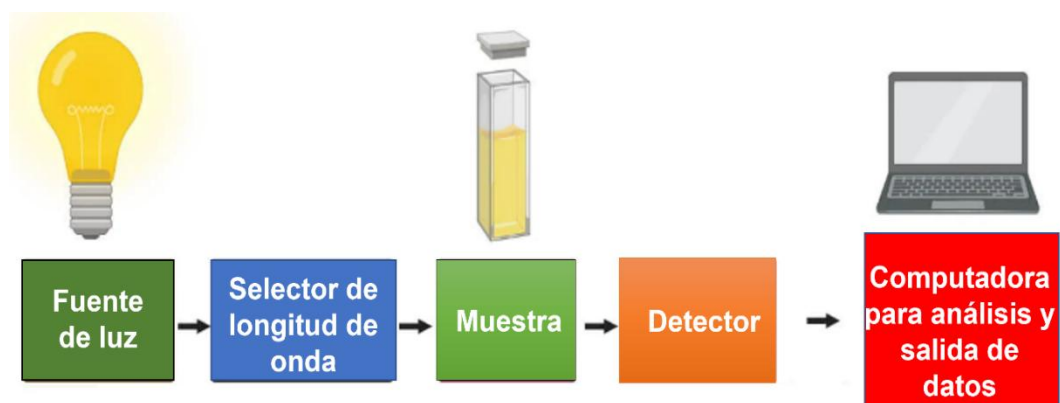 Fuente
de luz
Selector de
longitud de
onda
Muestra
Detector
Computadora
para análisis y
salida de
datos